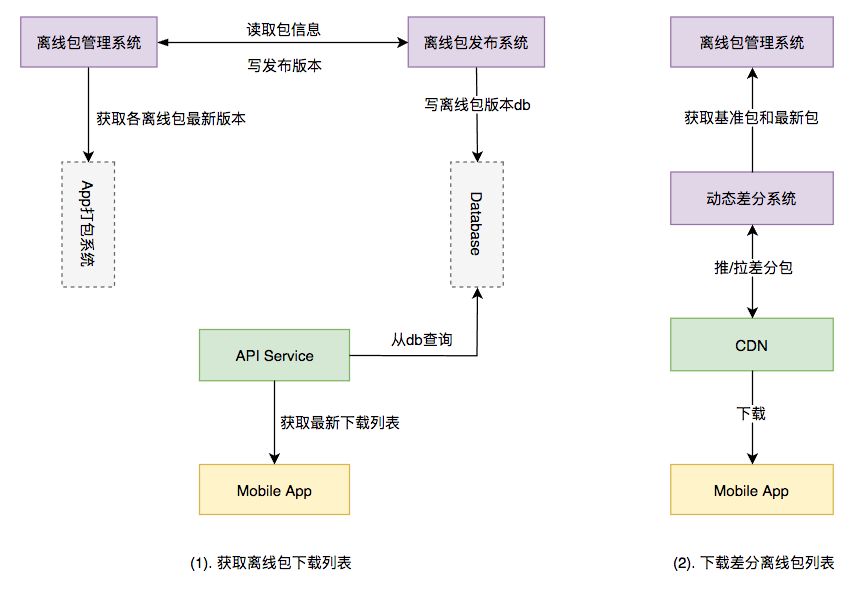 离线包管理系统
读取包信息
写发布版本
离线包发布系统
获取各离线包最新版本
写离线包版本db
App打包系统
Database
API Service
从db查询
获取最新下载列表
Mobile App
(1). 获取离线包下载列表
离线包管理系统
获取基准包和最新包
动态差分系统
推/拉差分包
CDN
下载
Mobile App
(2). 下载差分离线包列表